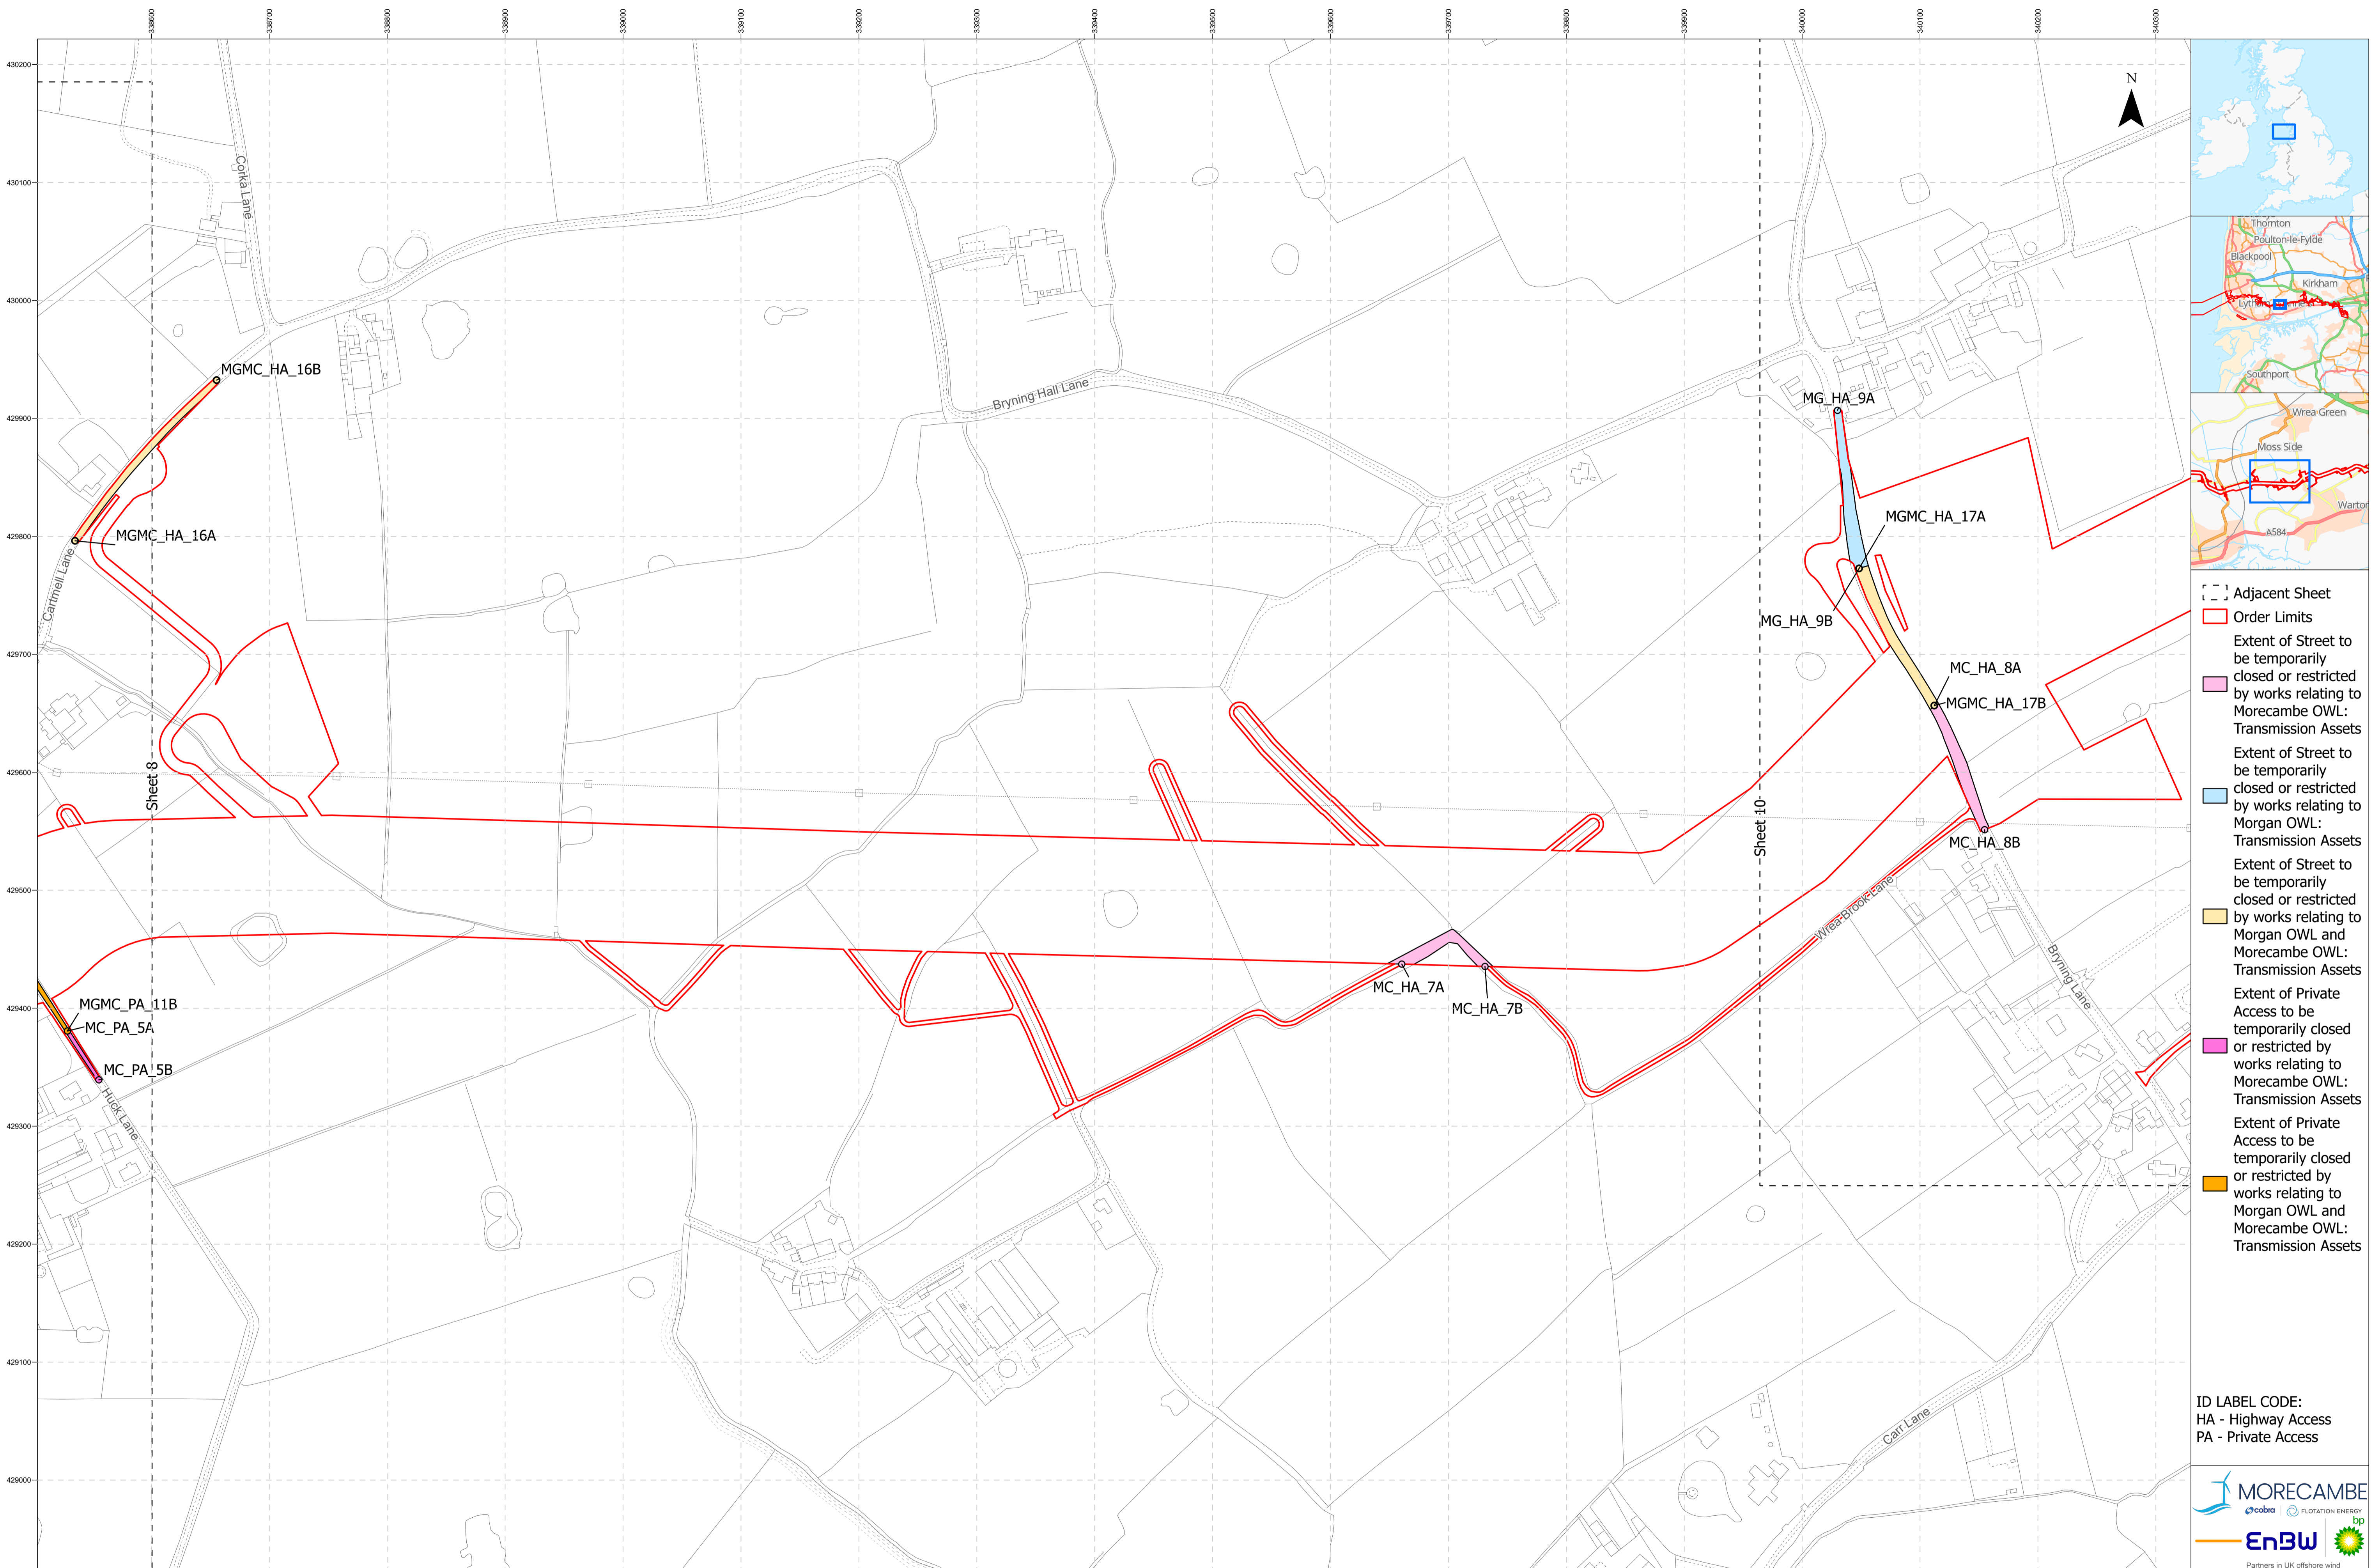 338600
338700
338800
338900
339000
339100
339200
339300
339400
339500
339600
339700
339800
339900
340000
340100
340200
340300
430200
430100
430000
429900
429800
429700
429600
429500
429400
429300
429200
429100
429000
N
Corka Lane
MGMC_HA_16B
Bryning Hall Lane
MG_HA_9A
MGMC_HA_17A
MGMC_HA_16A
Cartmell Lane
MG_HA_9B
MC_HA_8A
MGMC_HA_17B
Sheet 8
Sheet 10
MC_HA_8B
Wrea Brook Lane
Bryning Lane
MC_HA_7A
MC_HA_7B
MGMC_PA_11B
MC_PA_5A
MC_PA_5B
Huck Lane
Carr Lane
Thornton
Poulton-le-Fylde
Blackpool
Kirkham
Southport
Wrea Green
Moss Side
Warton
A584
Adjacent Sheet
Order Limits
Extent of Street to
be temporarily
closed or restricted
by works relating to
Morecambe OWL:
Transmission Assets
Extent of Street to
be temporarily
closed or restricted
by works relating to
Morgan OWL:
Transmission Assets
Extent of Street to
be temporarily
closed or restricted
by works relating to
Morgan OWL and
Morecambe OWL:
Transmission Assets
Extent of Private
Access to be
temporarily closed
or restricted by
works relating to
Morecambe OWL:
Transmission Assets
Extent of Private
Access to be
temporarily closed
or restricted by
works relating to
Morgan OWL and
Morecambe OWL:
Transmission Assets
ID LABEL CODE:
HA - Highway Access
PA - Private Access
MORECAMBE
cobra FLOTATION ENERGY
EnBW bp
Partners in UK offshore wind